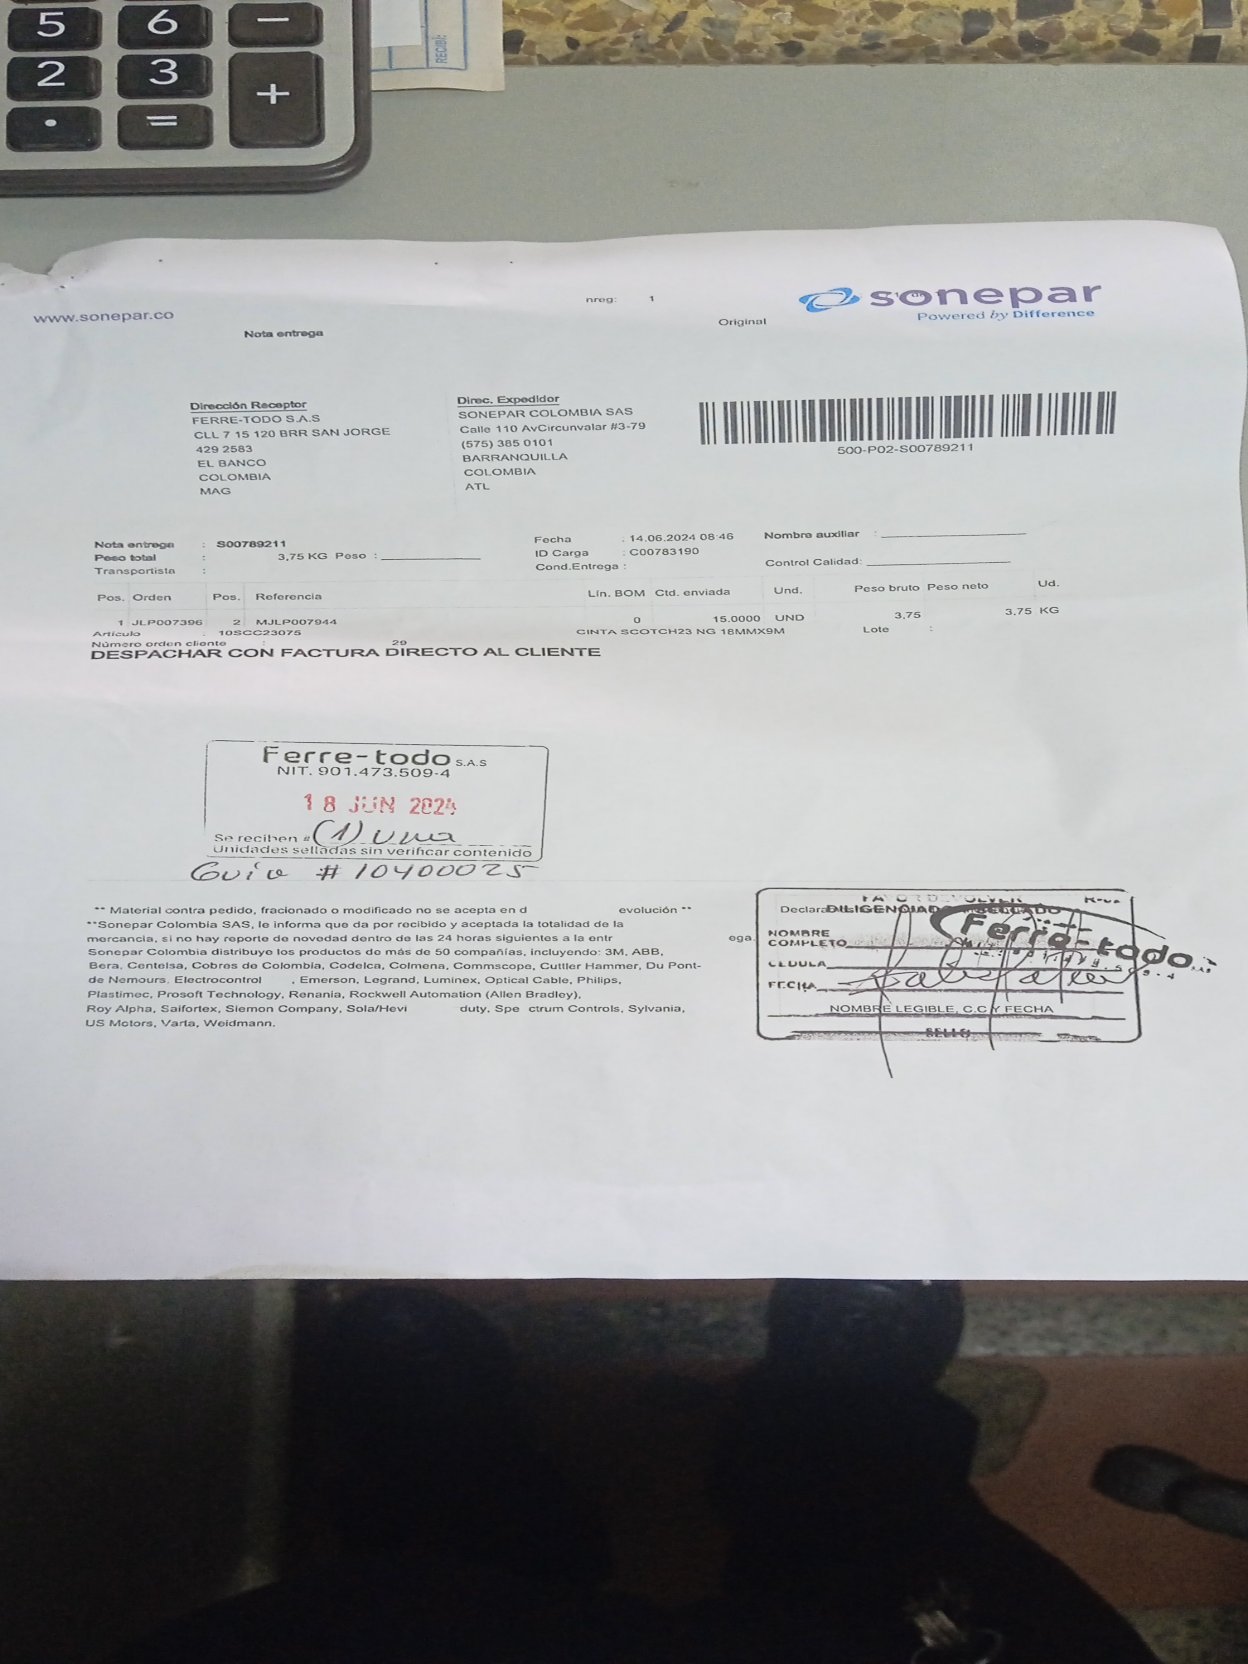 5 6 −
2 3 +
. =
RECIBI:
nreg: 1
sonepar
Powered by Difference
www.sonepar.co
Original
Nota entrega
Dirección Receptor
FERRE-TODO S.A.S
CLL 7 15 120 BRR SAN JORGE
429 2583
EL BANCO
COLOMBIA
MAG
Direc. Expedidor
SONEPAR COLOMBIA SAS
Calle 110 AvCircunvalar #3-79
(575) 385 0101
BARRANQUILLA
COLOMBIA
ATL
500-P02-S00789211
Nota entrega : S00789211
Peso total : 3,75 KG Peso :
Transportista :
Fecha : 14.06.2024 08:46
ID Carga : C00783190
Cond.Entrega :
Nombre auxiliar :
Control Calidad:
Pos. Orden Pos. Referencia Lín. BOM Ctd. enviada Und. Peso bruto Peso neto Ud.
1 JLP007396 2 MJLP007944 0 15.0000 UND 3,75 3,75 KG
Artículo : 10SCC23075 CINTA SCOTCH23 NG 18MMX9M Lote :
Número orden cliente : 29
DESPACHAR CON FACTURA DIRECTO AL CLIENTE
Ferre-todo S.A.S
NIT. 901.473.509-4
18 JUN 2024
Se reciben # (1) una
Unidades selladas sin verificar contenido
Guía # 10400025
** Material contra pedido, fraccionado o modificado no se acepta en d evolución **
**Sonepar Colombia SAS, le informa que da por recibido y aceptada la totalidad de la
mercancia, si no hay reporte de novedad dentro de las 24 horas siguientes a la entr ega.
Sonepar Colombia distribuye los productos de más de 50 compañías, incluyendo: 3M, ABB,
Bera, Centelsa, Cobres de Colombia, Codelca, Colmena, Commscope, Cuttler Hammer, Du Pont-
de Nemours, Electrocontrol , Emerson, Legrand, Luminex, Optical Cable, Philips,
Plastimec, Prosoft Technology, Renania, Rockwell Automation (Allen Bradley),
Roy Alpha, Saifortex, Siemon Company, Sola/Hevi duty, Spe ctrum Controls, Sylvania,
US Motors, Varta, Weidmann.
FAVOR DEVOLVER
DILIGENCIADO SELLADO
Ferre-todo
NOMBRE
COMPLETO
CEDULA
FECHA
NOMBRE LEGIBLE, C.C Y FECHA
SELLO